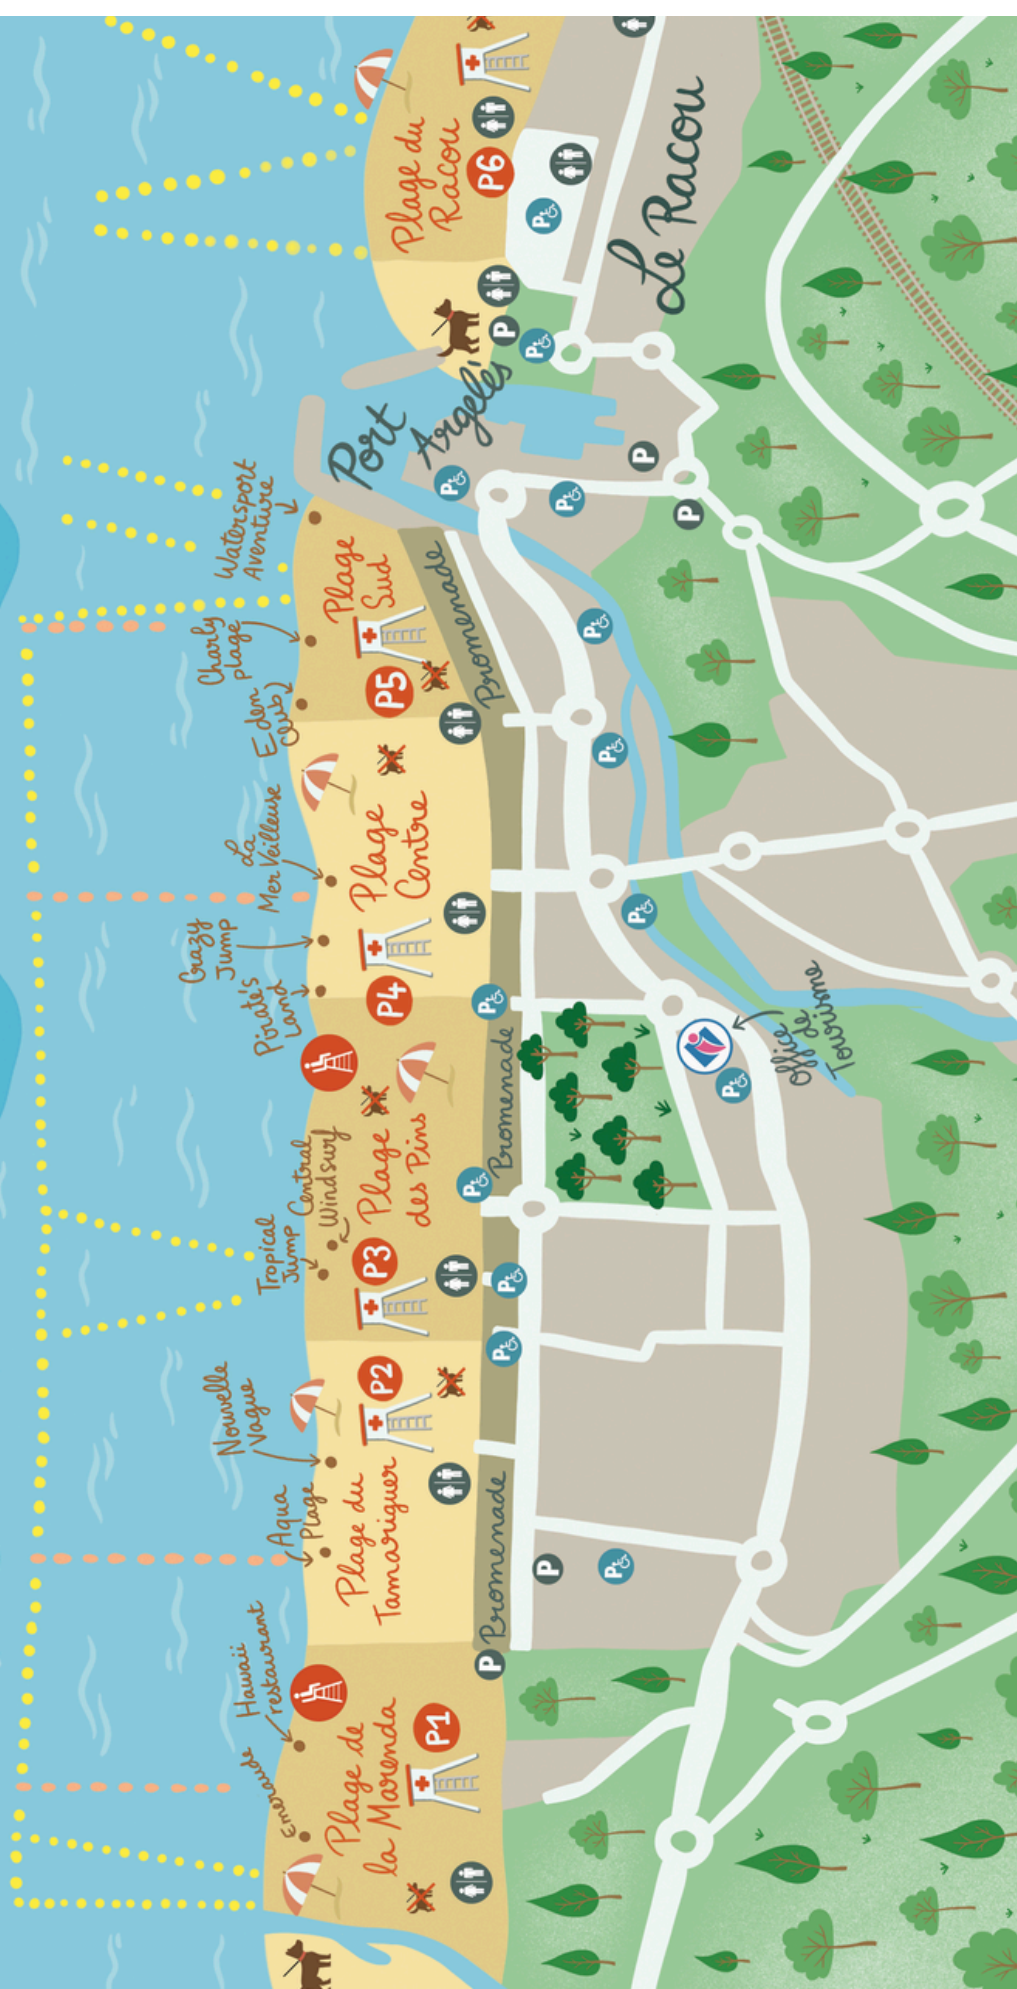 Plage du
Racou
P6
P
Le Racou
P
Port
Argelès
P
P
P
P
P
Watersport
Aventure
Plage
Sud
Promenade
P
Charly
plage
P5
Eden
Club
P
La
Mer Veilleuse
Plage
Centre
P
Crazy
Jump
Pirate's
Land
P4
P
Office
de
Tourisme
P
Promenade
Central
Windsurf
Plage
des Pins
P
Tropical
Jump
P3
P
P
P2
Nouvelle
Vague
Aqua
Plage
Plage du
Tamariguer
Promenade
P
P
P
Hawaii
restaurant
Emeraude
Plage de
la Marenda
P1